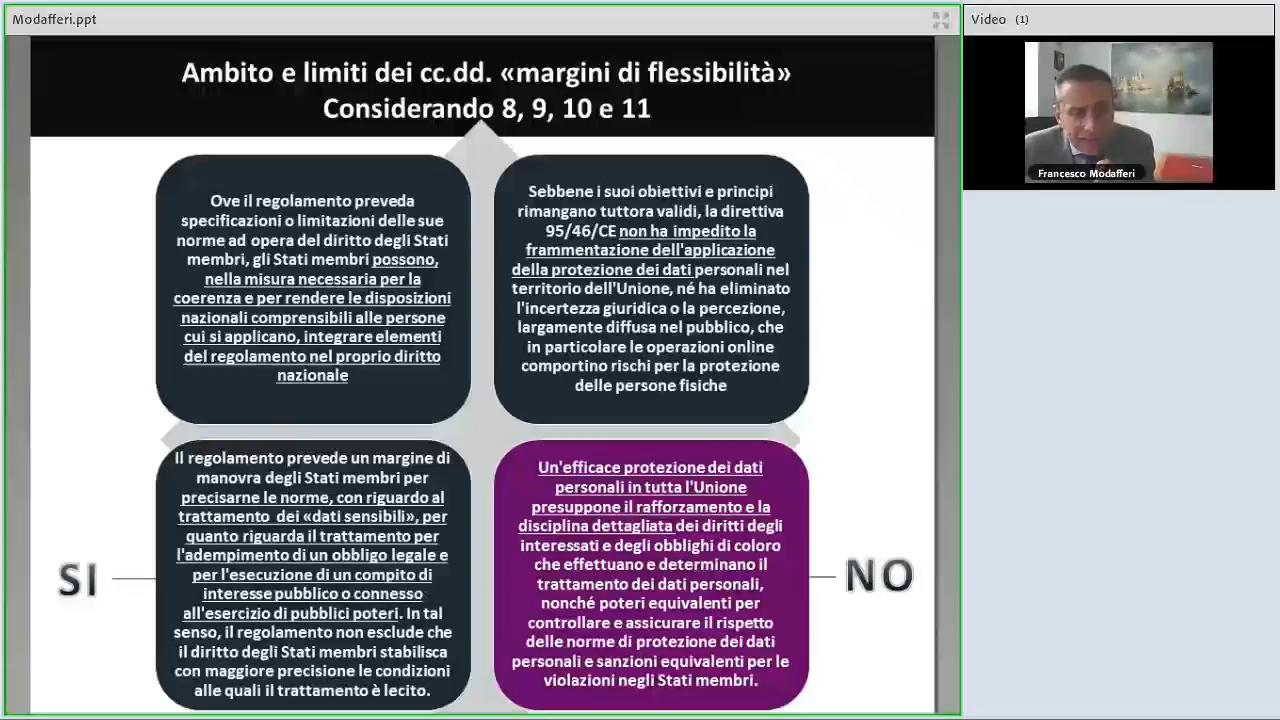 Modafferi.ppt
Video (1)
Ambito e limiti dei cc.dd. «margini di flessibilità»
Considerando 8, 9, 10 e 11
Francesco Modafferi
Ove il regolamento preveda
specificazioni o limitazioni delle sue
norme ad opera del diritto degli Stati
membri, gli Stati membri possono,
nella misura necessaria per la
coerenza e per rendere le disposizioni
nazionali comprensibili alle persone
cui si applicano, integrare elementi
del regolamento nel proprio diritto
nazionale
Sebbene i suoi obiettivi e principi
rimangano tuttora validi, la direttiva
95/46/CE non ha impedito la
frammentazione dell'applicazione
della protezione dei dati personali nel
territorio dell'Unione, né ha eliminato
l'incertezza giuridica o la percezione,
largamente diffusa nel pubblico, che
in particolare le operazioni online
comportino rischi per la protezione
delle persone fisiche
SI
Il regolamento prevede un margine di
manovra degli Stati membri per
precisarne le norme, con riguardo al
trattamento dei «dati sensibili», per
quanto riguarda il trattamento per
l'adempimento di un obbligo legale e
per l'esecuzione di un compito di
interesse pubblico o connesso
all'esercizio di pubblici poteri. In tal
senso, il regolamento non esclude che
il diritto degli Stati membri stabilisca
con maggiore precisione le condizioni
alle quali il trattamento è lecito.
Un'efficace protezione dei dati
personali in tutta l'Unione
presuppone il rafforzamento e la
disciplina dettagliata dei diritti degli
interessati e degli obblighi di coloro
che effettuano e determinano il
trattamento dei dati personali,
nonché poteri equivalenti per
controllare e assicurare il rispetto
delle norme di protezione dei dati
personali e sanzioni equivalenti per le
violazioni negli Stati membri.
NO